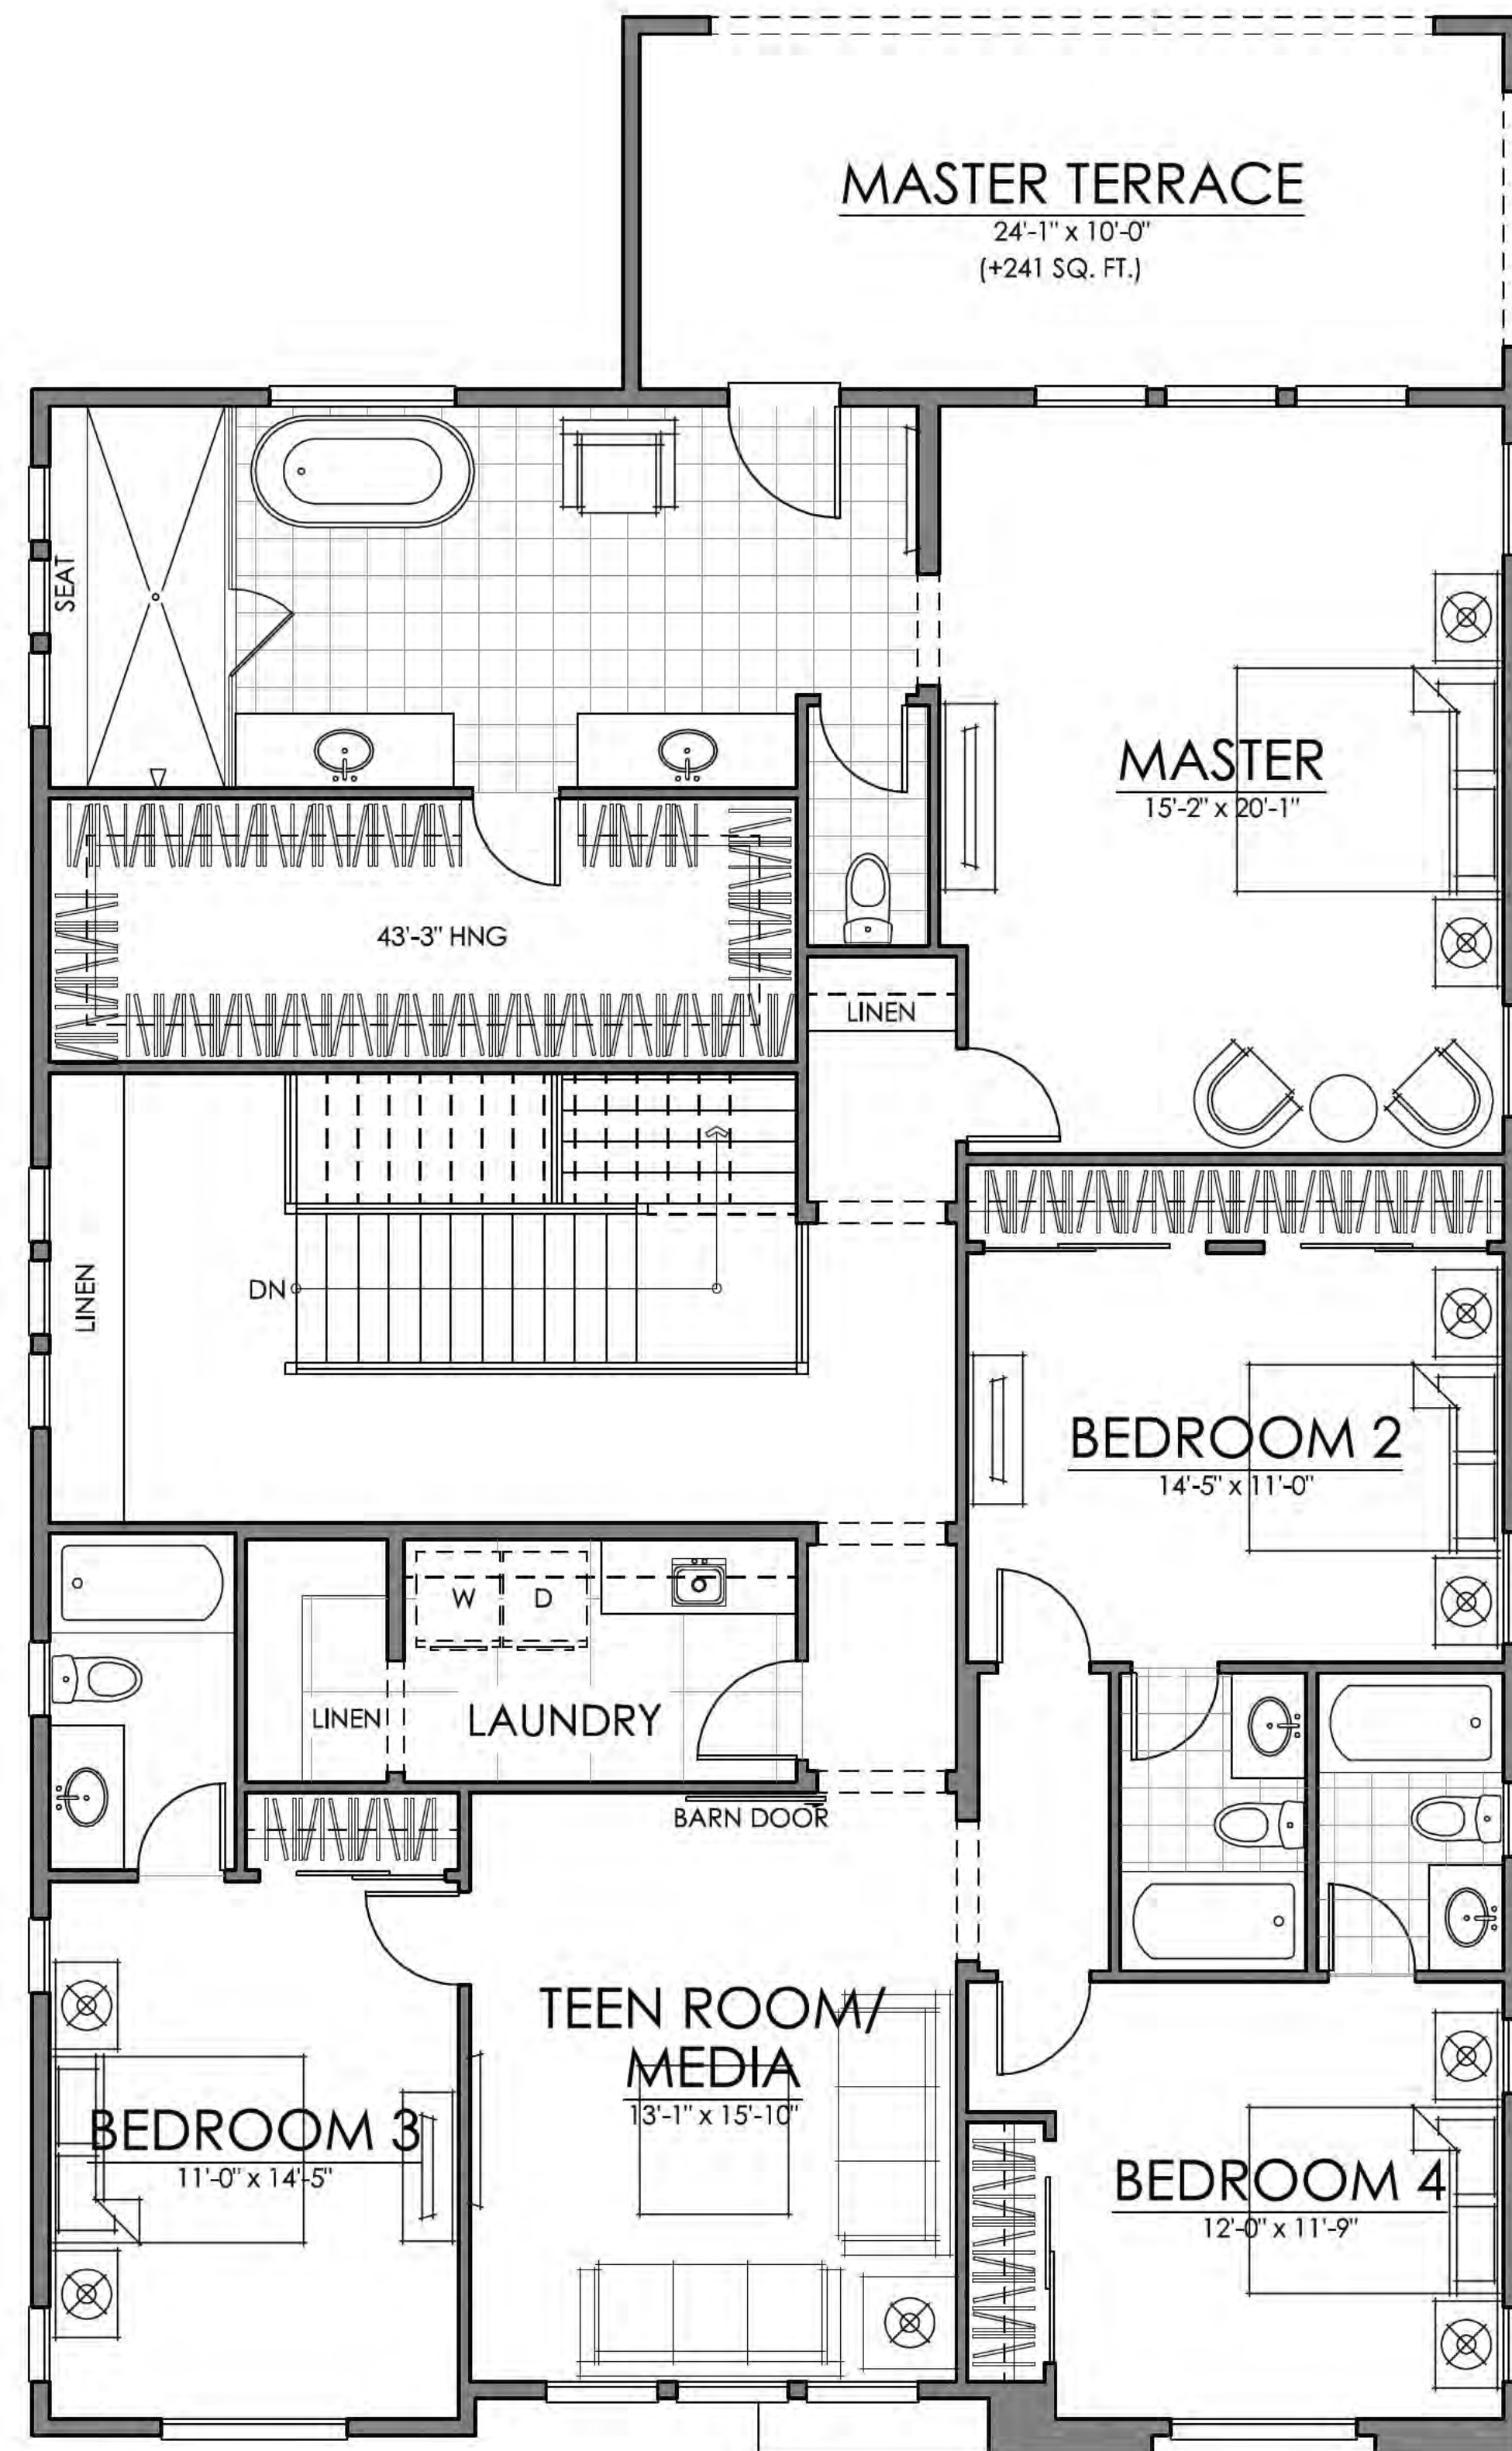 MASTER TERRACE
24'-1" x 10'-0"
(+241 SQ. FT.)
SEAT
MASTER
15'-2" x 20'-1"
43'-3" HNG
LINEN
LINEN
DN
BEDROOM 2
14'-5" x 11'-0"
W
D
LINEN
LAUNDRY
BARN DOOR
TEEN ROOM/
MEDIA
13'-1" x 15'-10"
BEDROOM 3
11'-0" x 14'-5"
BEDROOM 4
12'-0" x 11'-9"